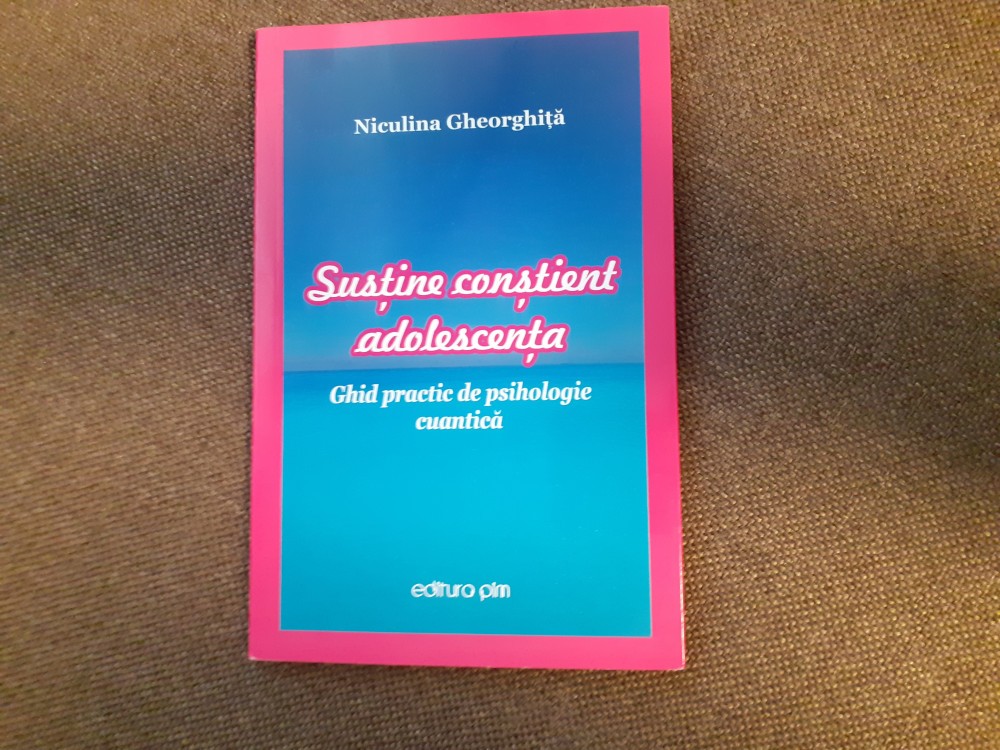 Niculina Gheorghiță
Susține conștient
adolescența
Ghid practic de psihologie
cuantică
editura pim